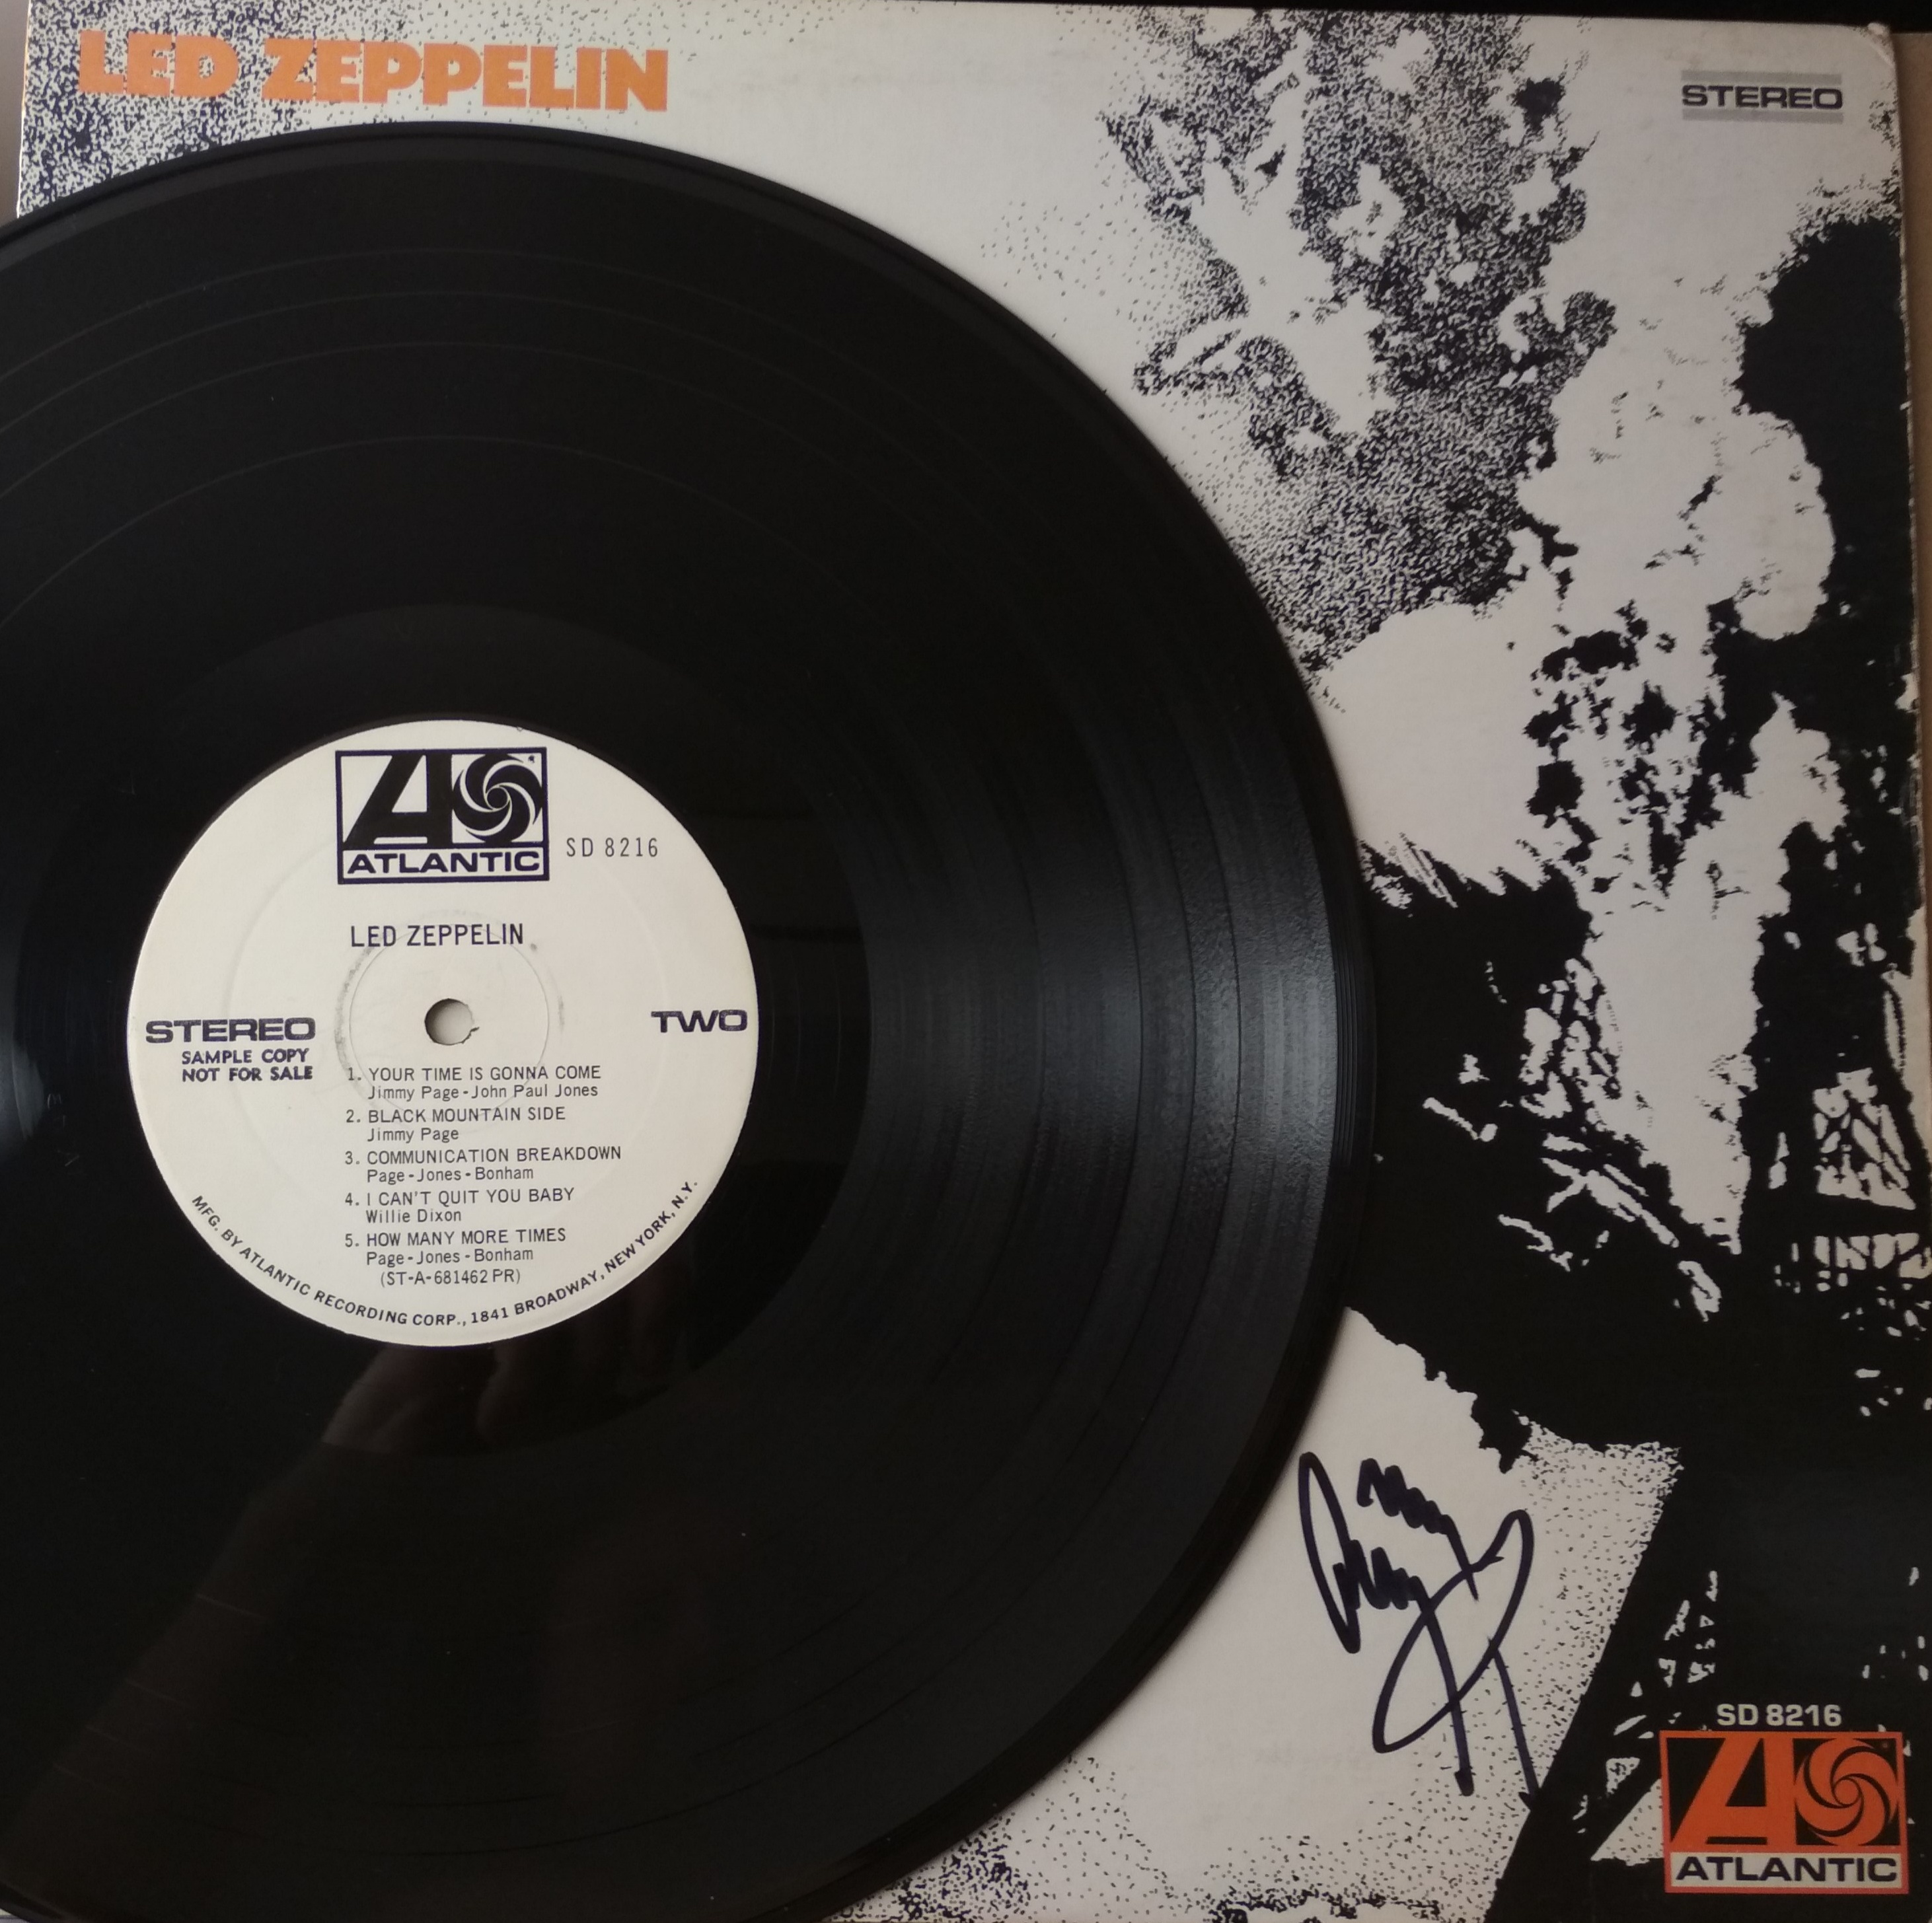 LED ZEPPELIN
STEREO
ATLANTIC
SD 8216
LED ZEPPELIN
STEREO
TWO
SAMPLE COPY
NOT FOR SALE
1. YOUR TIME IS GONNA COME
Jimmy Page - John Paul Jones
2. BLACK MOUNTAIN SIDE
Jimmy Page
3. COMMUNICATION BREAKDOWN
Page - Jones - Bonham
4. I CAN'T QUIT YOU BABY
Willie Dixon
5. HOW MANY MORE TIMES
Page - Jones - Bonham
(ST-A-681462 PR)
MFG. BY ATLANTIC RECORDING CORP., 1841 BROADWAY, NEW YORK, N.Y.
SD 8216
ATLANTIC